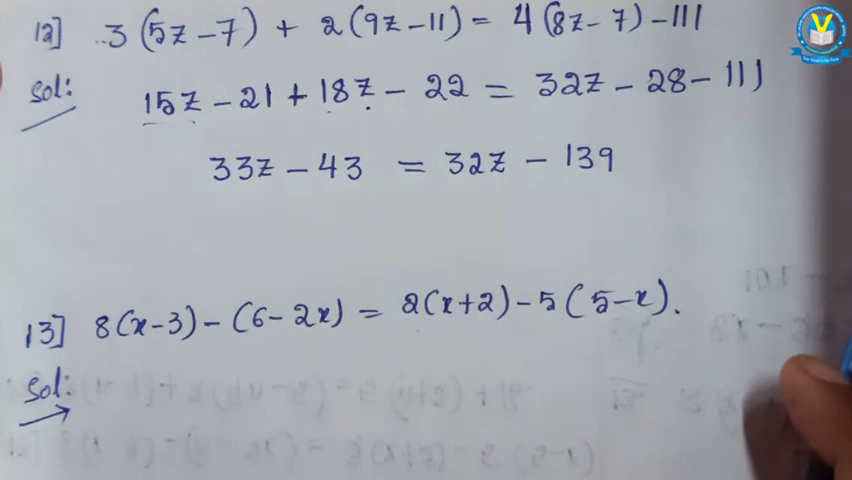 12] 3(5z-7) + 2(9z-11) = 4(8z-7)-111
Sol:
15z - 21 + 18z - 22 = 32z - 28 - 111
33z - 43 = 32z - 139
13] 8(x-3)-(6-2x) = 2(x+2)-5(5-x).
Sol: